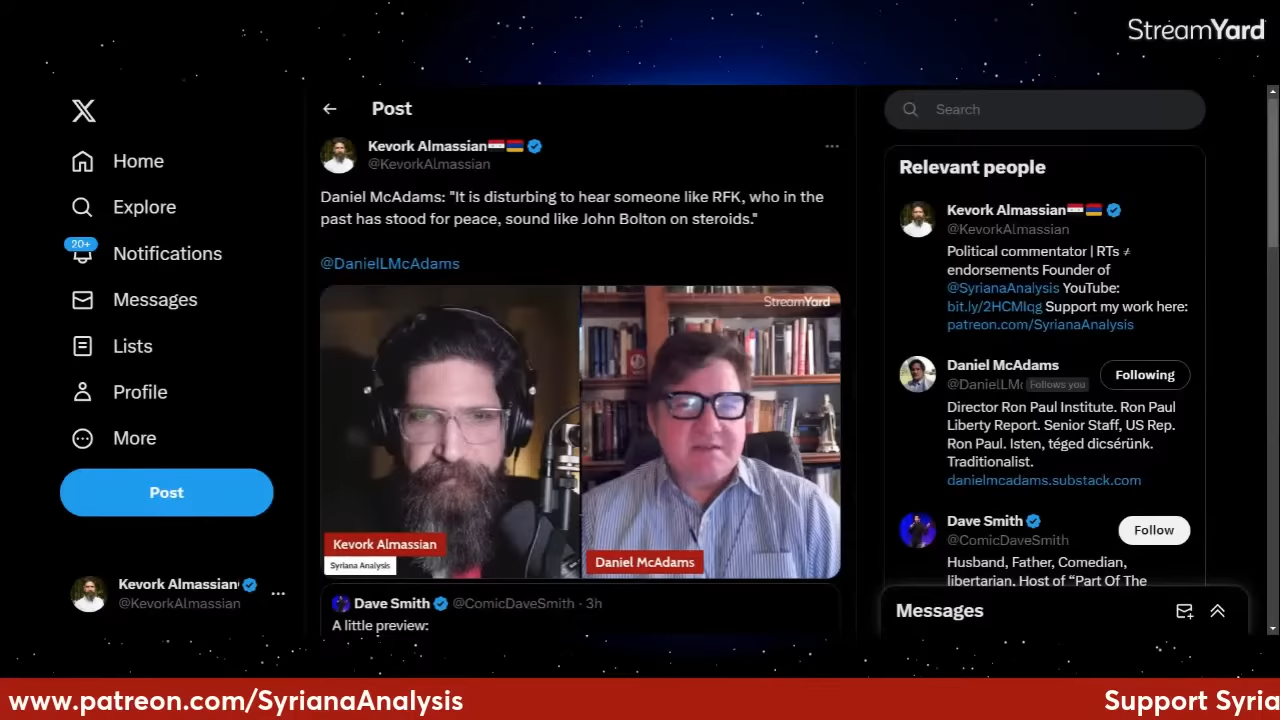 StreamYard
Home
Explore
20+
Notifications
Messages
Lists
Profile
More
Post
Kevork Almassian
@KevorkAlmassian
Post
Kevork Almassian
@KevorkAlmassian
Daniel McAdams: "It is disturbing to hear someone like RFK, who in the
past has stood for peace, sound like John Bolton on steroids."
@DanielLMcAdams
StreamYard
Kevork Almassian
Syriana Analysis
Daniel McAdams
Dave Smith @ComicDaveSmith · 3h
A little preview:
Search
Relevant people
Kevork Almassian
@KevorkAlmassian
Political commentator | RTs ≠
endorsements Founder of
@SyrianaAnalysis YouTube:
bit.ly/2HCMIqg Support my work here:
patreon.com/SyrianaAnalysis
Daniel McAdams
@DanielLMc Follows you
Following
Director Ron Paul Institute. Ron Paul
Liberty Report. Senior Staff, US Rep.
Ron Paul. Isten, téged dicsérünk.
Traditionalist.
danielmcadams.substack.com
Dave Smith
@ComicDaveSmith
Follow
Husband, Father, Comedian,
libertarian, Host of “Part Of The
Messages
www.patreon.com/SyrianaAnalysis
Support Syria